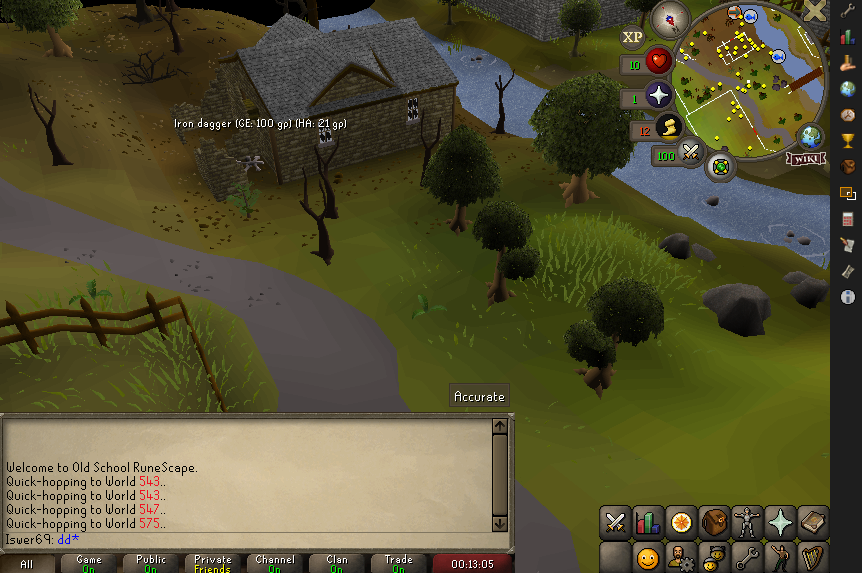 XP
10
Iron dagger (GE: 100 gp) (HA: 21 gp)
1
12
100
WIKI
Accurate
Welcome to Old School RuneScape.
Quick-hopping to World 543..
Quick-hopping to World 543..
Quick-hopping to World 547..
Quick-hopping to World 575..
Iswer69: dd*
All
Game
On
Public
On
Private
Friends
Channel
On
Clan
On
Trade
On
00:13:05